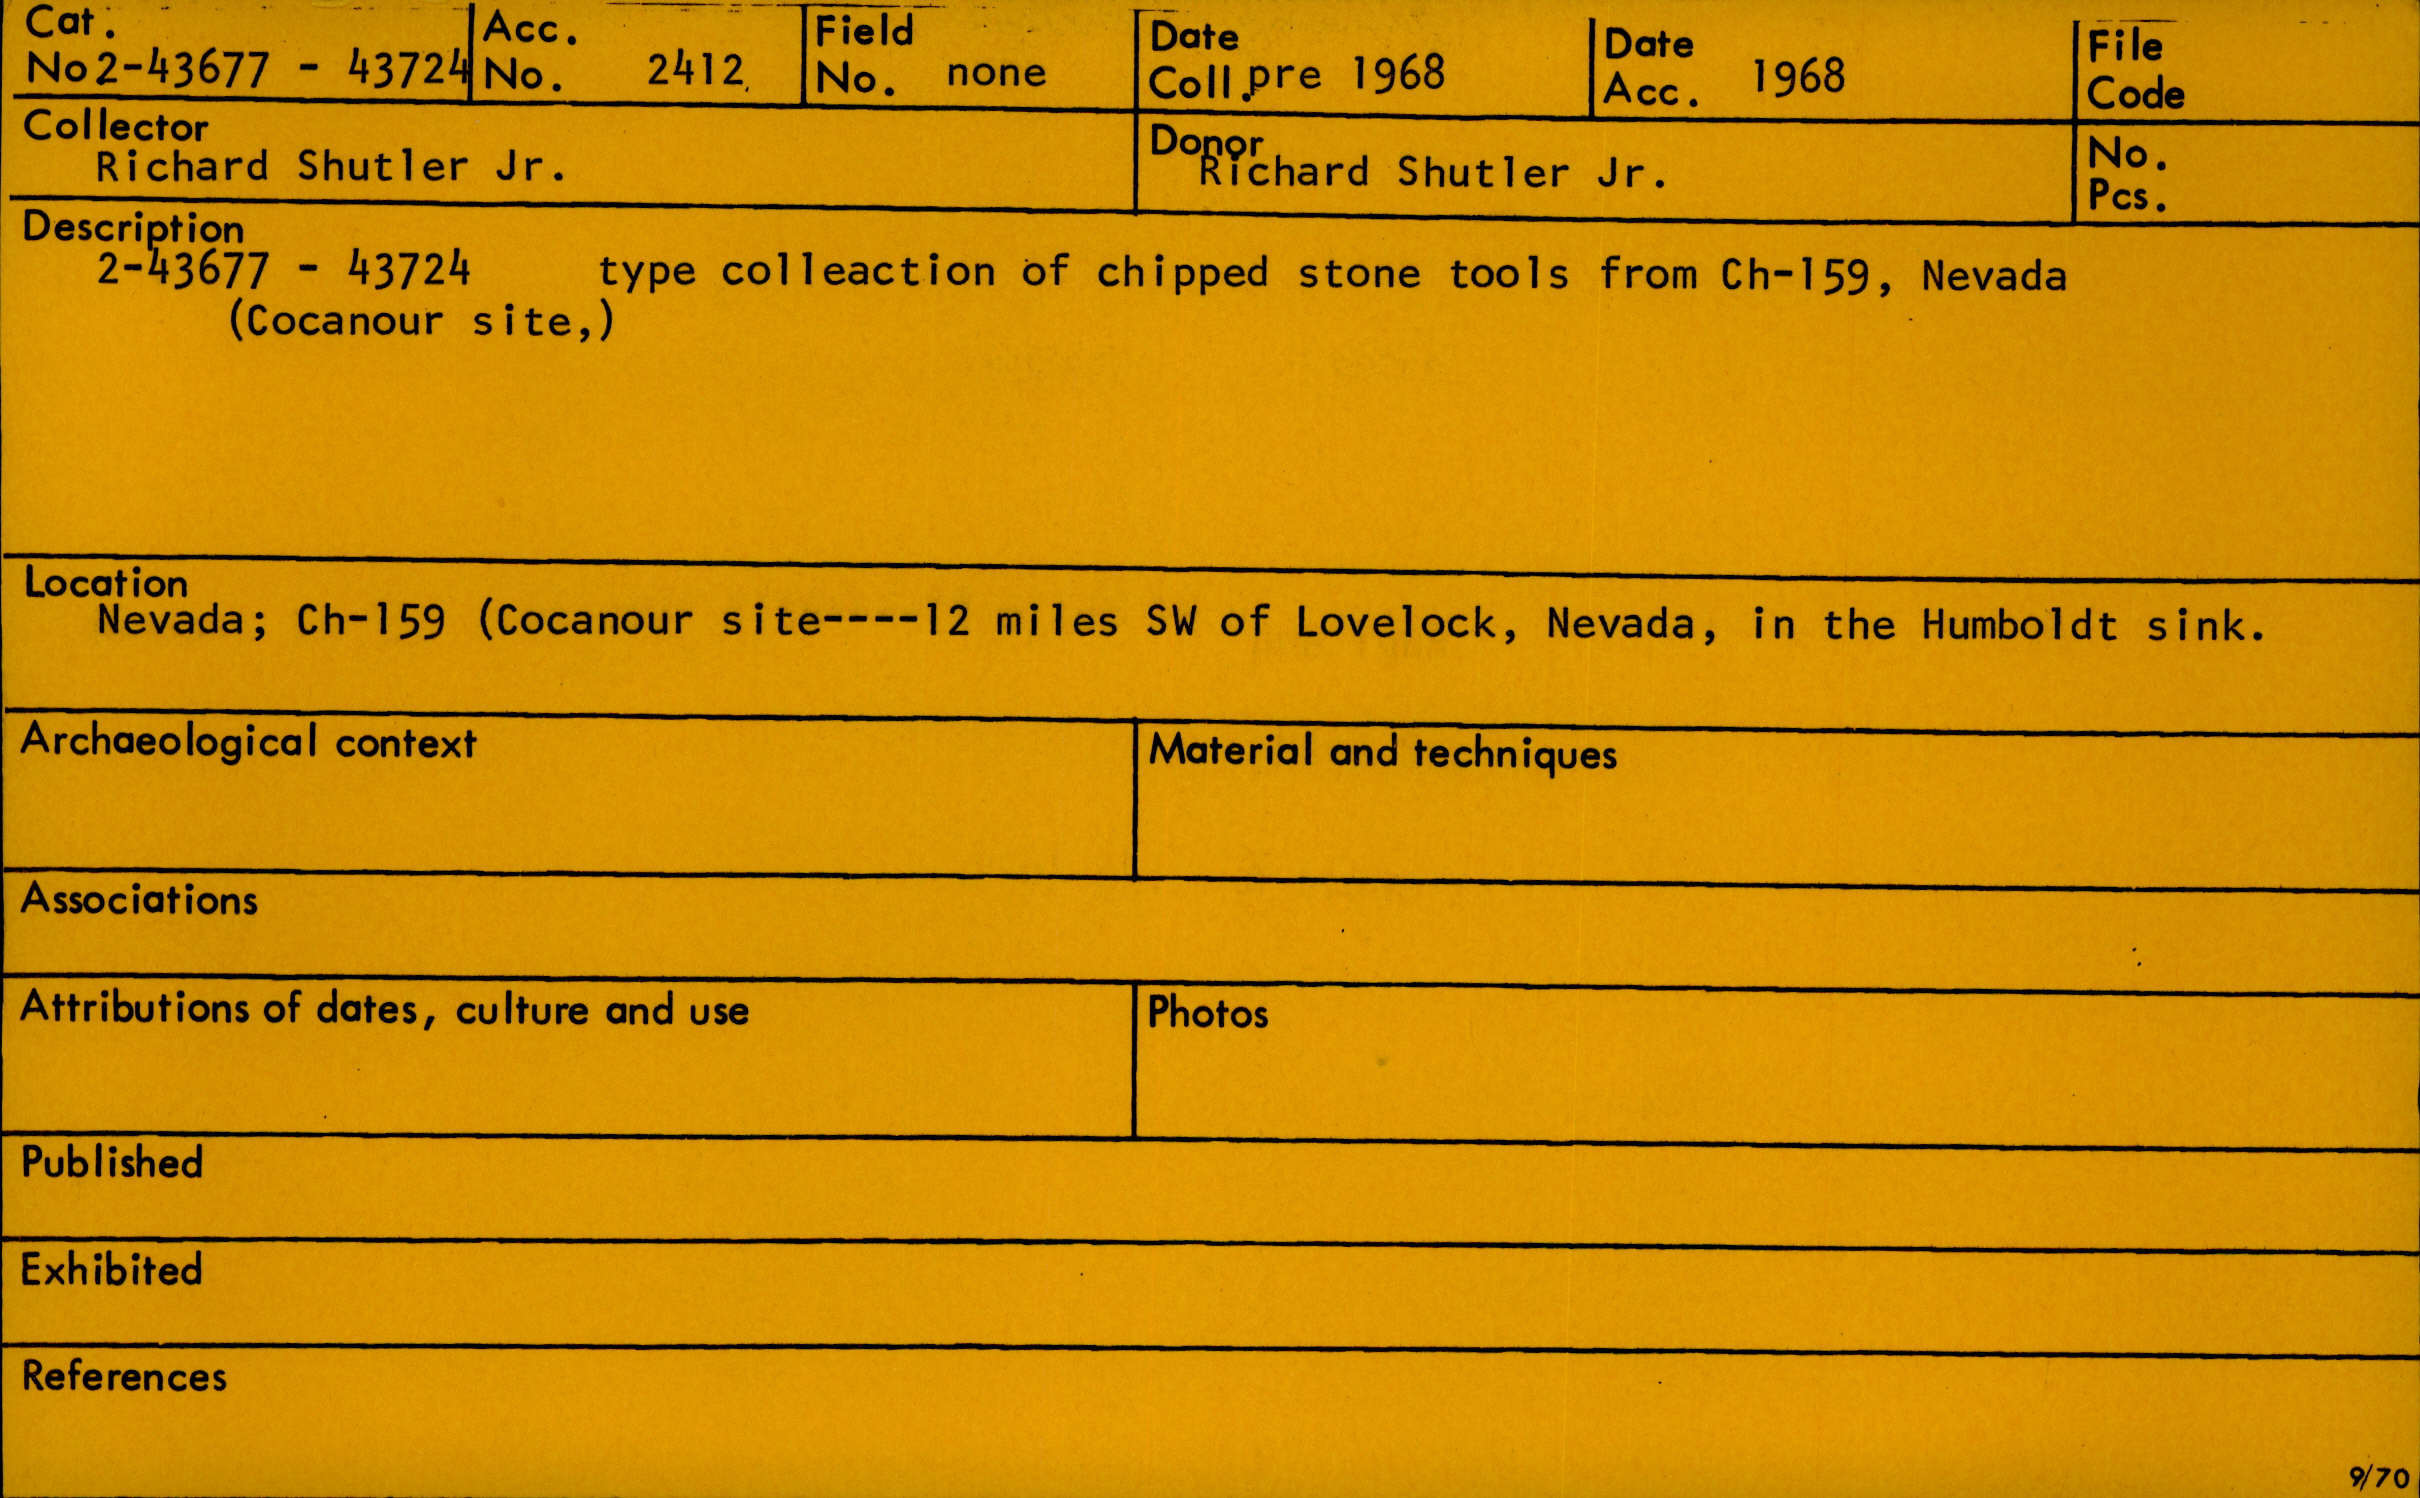 Cat.
No 2-43677 - 43724
Acc.
No. 2412
Field
No. none
Date
Coll. pre 1968
Date
Acc. 1968
File
Code
Collector
Richard Shutler Jr.
Donor
Richard Shutler Jr.
No.
Pcs.
Description
2-43677 - 43724 type colleaction of chipped stone tools from Ch-159, Nevada
(Cocanour site,)
Location
Nevada; Ch-159 (Cocanour site----12 miles SW of Lovelock, Nevada, in the Humboldt sink.
Archaeological context
Material and techniques
Associations
Attributions of dates, culture and use
Photos
Published
Exhibited
References
9/70